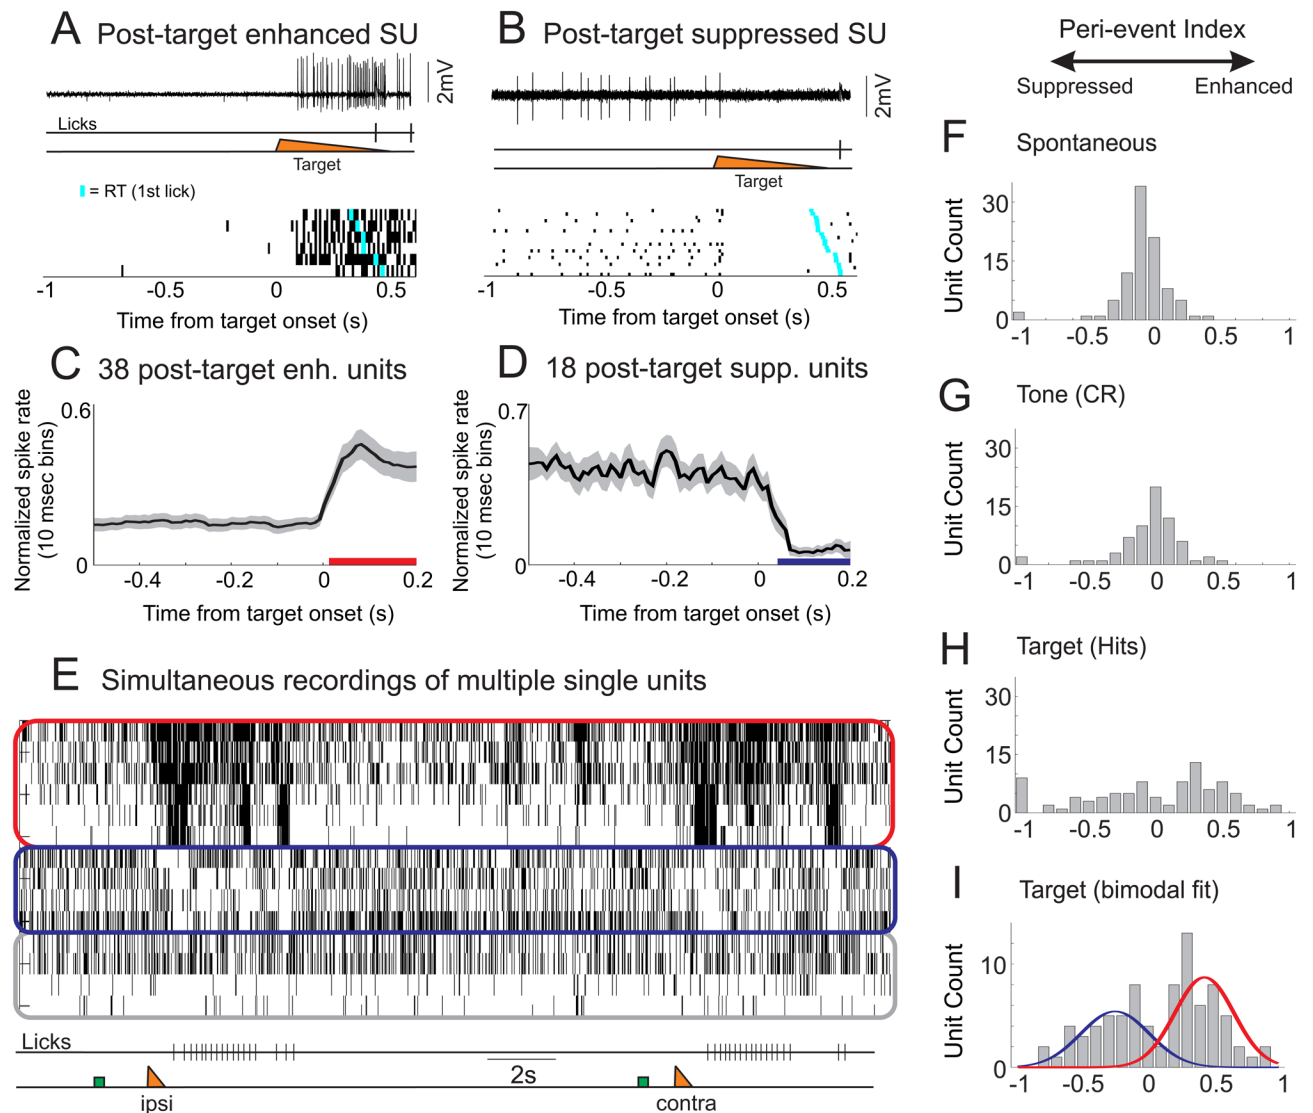 A Post-target enhanced SU
2mV
Licks
Target
= RT (1st lick)
-1 -0.5 0 0.5
Time from target onset (s)
B Post-target suppressed SU
2mV
Target
-1 -0.5 0 0.5
Time from target onset (s)
C 38 post-target enh. units
Normalized spike rate
(10 msec bins)
0.6
0
-0.4 -0.2 0 0.2
Time from target onset (s)
D 18 post-target supp. units
Normalized spike rate
(10 msec bins)
0.7
0
-0.4 -0.2 0 0.2
Time from target onset (s)
E Simultaneous recordings of multiple single units
Licks
2s
ipsi contra
Peri-event Index
Suppressed Enhanced
F Spontaneous
Unit Count
30
15
0
-1 -0.5 0 0.5 1
G Tone (CR)
Unit Count
30
15
0
-1 -0.5 0 0.5 1
H Target (Hits)
Unit Count
30
15
0
-1 -0.5 0 0.5 1
I Target (bimodal fit)
Unit Count
10
0
-1 -0.5 0 0.5 1